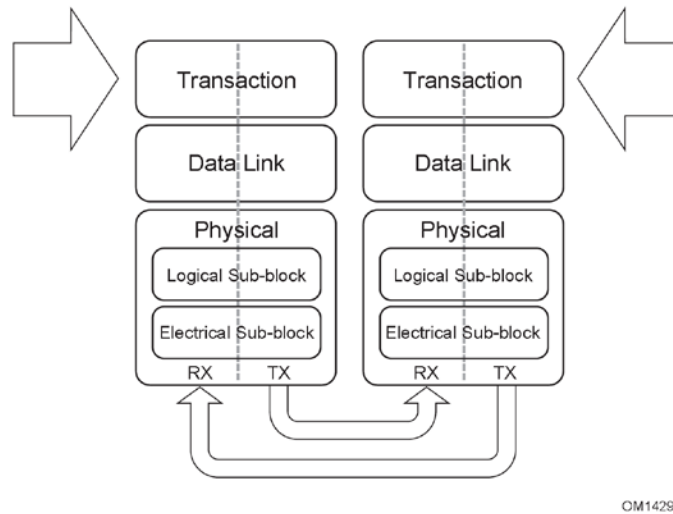 Transaction
Transaction
Data Link
Data Link
Physical
Physical
Logical Sub-block
Logical Sub-block
Electrical Sub-block
Electrical Sub-block
RX TX
RX TX
OM1429